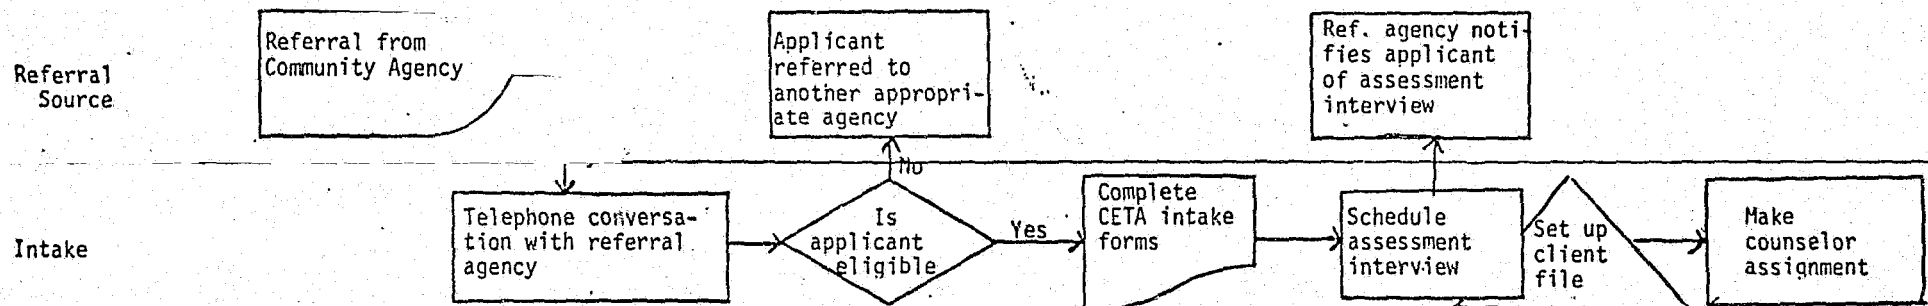 Referral
Source
Referral from
Community Agency
Applicant
referred to
another appropri-
ate agency
Ref. agency noti-
fies applicant
of assessment
interview
No
Intake
Telephone conversa-
tion with referral
agency
Is
applicant
eligible
Yes
Complete
CETA intake
forms
Schedule
assessment
interview
Set up
client
file
Make
counselor
assignment